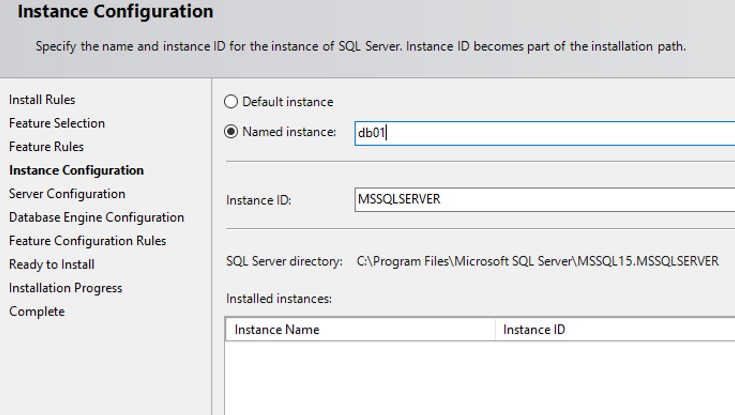 Instance Configuration
Specify the name and instance ID for the instance of SQL Server. Instance ID becomes part of the installation path.
Install Rules
Feature Selection
Feature Rules
Instance Configuration
Server Configuration
Database Engine Configuration
Feature Configuration Rules
Ready to Install
Installation Progress
Complete
Default instance
Named instance: db01
Instance ID: MSSQLSERVER
SQL Server directory: C:\Program Files\Microsoft SQL Server\MSSQL15.MSSQLSERVER
Installed instances:
Instance Name Instance ID